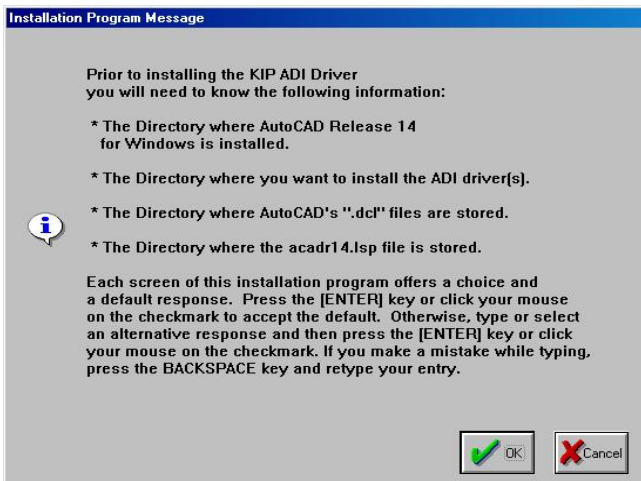 Installation Program Message
Prior to installing the KIP ADI Driver
you will need to know the following information:
* The Directory where AutoCAD Release 14
for Windows is installed.
* The Directory where you want to install the ADI driver(s).
* The Directory where AutoCAD's ".dcl" files are stored.
* The Directory where the acadr14.lsp file is stored.
Each screen of this installation program offers a choice and
a default response. Press the [ENTER] key or click your mouse
on the checkmark to accept the default. Otherwise, type or select
an alternative response and then press the [ENTER] key or click
your mouse on the checkmark. If you make a mistake while typing,
press the BACKSPACE key and retype your entry.
OK
Cancel